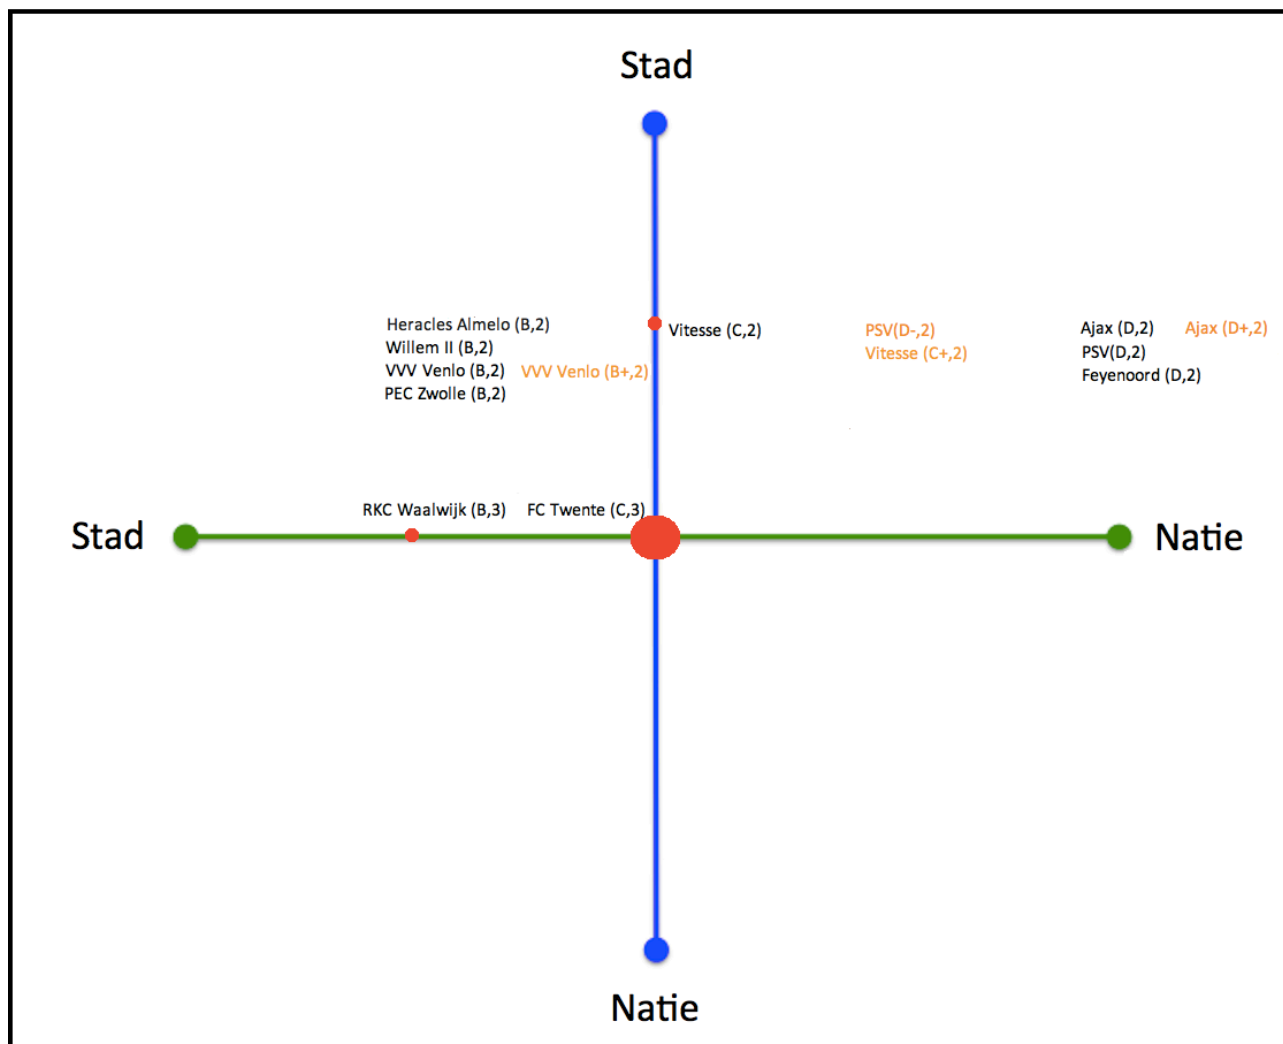 Stad
Heracles Almelo (B,2)
Willem II (B,2)
VVV Venlo (B,2) VVV Venlo (B+,2)
PEC Zwolle (B,2)
Vitesse (C,2)
PSV(D-,2)
Vitesse (C+,2)
Ajax (D,2) Ajax (D+,2)
PSV(D,2)
Feyenoord (D,2)
RKC Waalwijk (B,3) FC Twente (C,3)
Stad
Natie
Natie